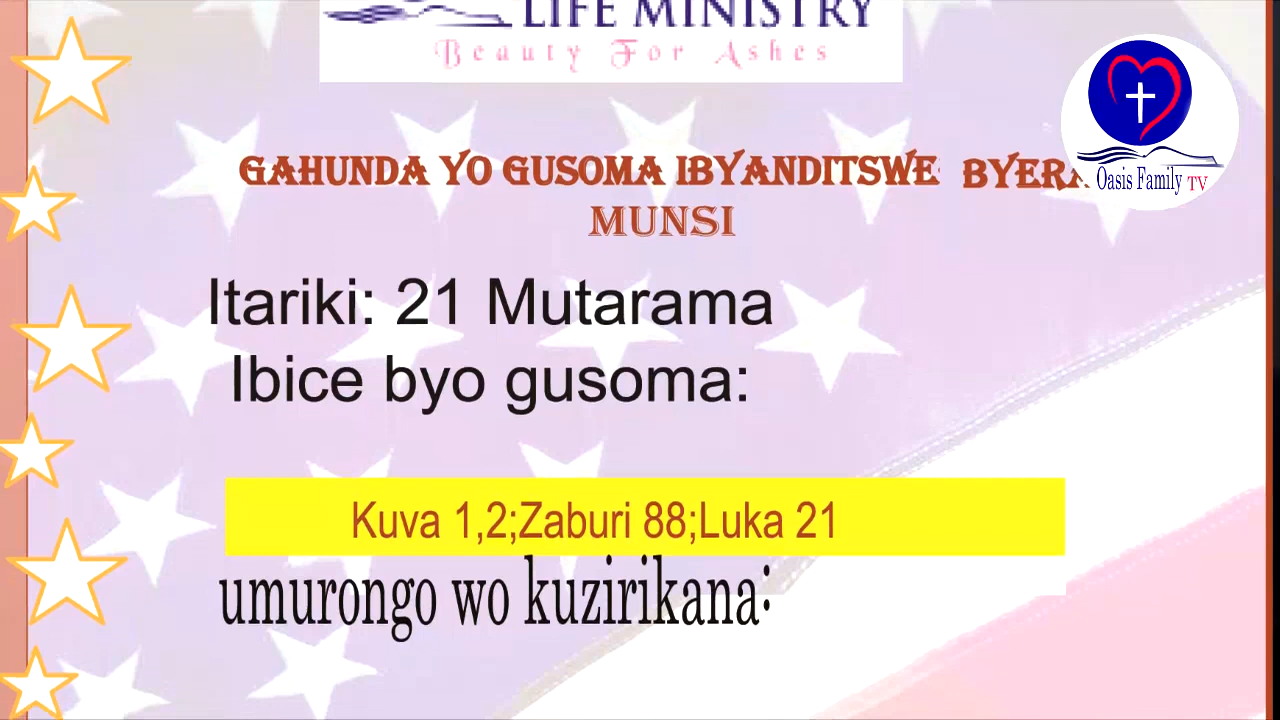 LIFE MINISTRY
Beauty For Ashes
GAHUNDA YO GUSOMA IBYANDITSWE
MUNSI
Itariki: 21 Mutarama
Ibice byo gusoma:
Kuva 1,2;Zaburi 88;Luka 21
umurongo wo kuzirikana:
Oasis Family TV